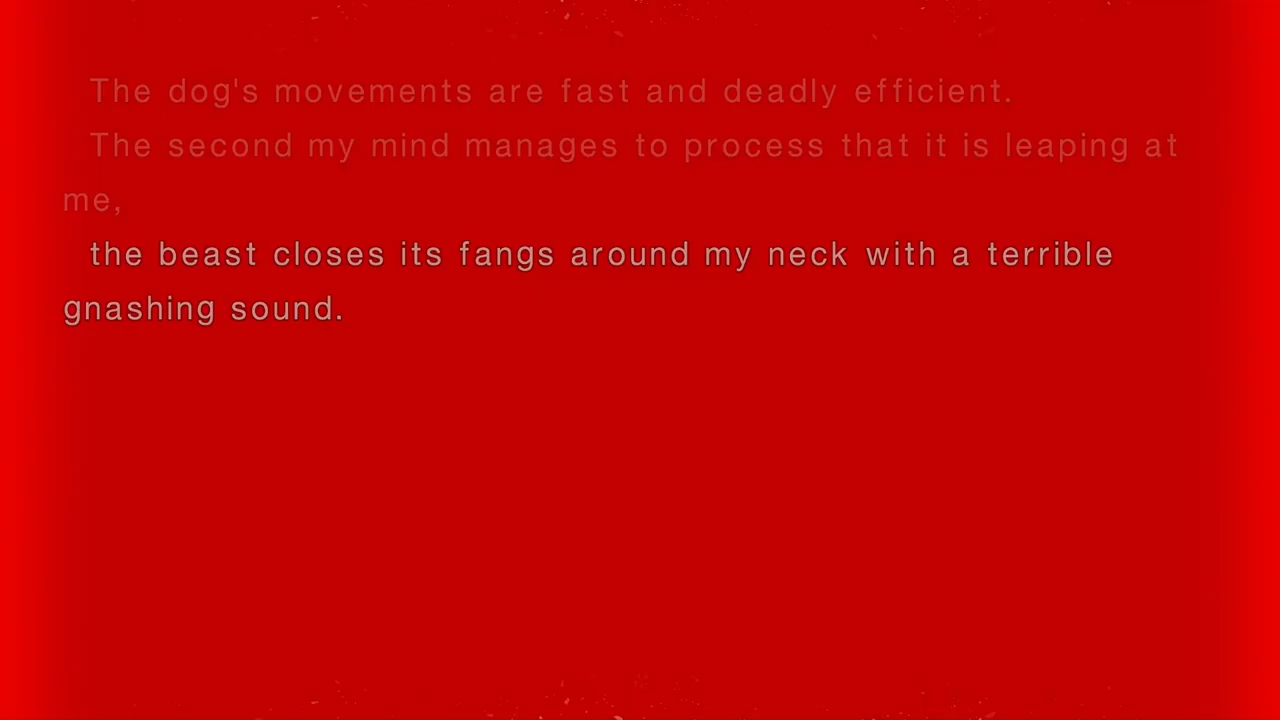 The dog's movements are fast and deadly efficient.
The second my mind manages to process that it is leaping at
me,
the beast closes its fangs around my neck with a terrible
gnashing sound.